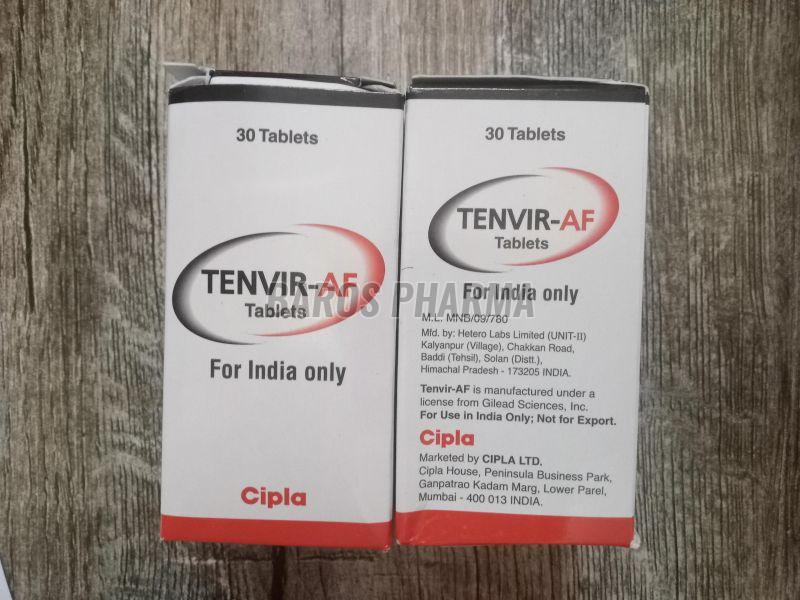 30 Tablets
TENVIR-AF
Tablets
For India only
Cipla
30 Tablets
TENVIR-AF
Tablets
For India only
M.L. MNB/09/780
Mfd. by: Hetero Labs Limited (UNIT-II)
Kalyanpur (Village), Chakkan Road,
Baddi (Tehsil), Solan (Distt.),
Himachal Pradesh - 173205 INDIA.
Tenvir-AF is manufactured under a
license from Gilead Sciences, Inc.
For Use in India Only; Not for Export.
Cipla
Marketed by CIPLA LTD.
Cipla House, Peninsula Business Park,
Ganpatrao Kadam Marg, Lower Parel,
Mumbai - 400 013 INDIA.
BAROS PHARMA